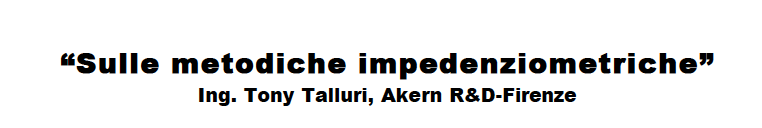 “Sulle metodiche impedenziometriche”
Ing. Tony Talluri, Akern R&D-Firenze